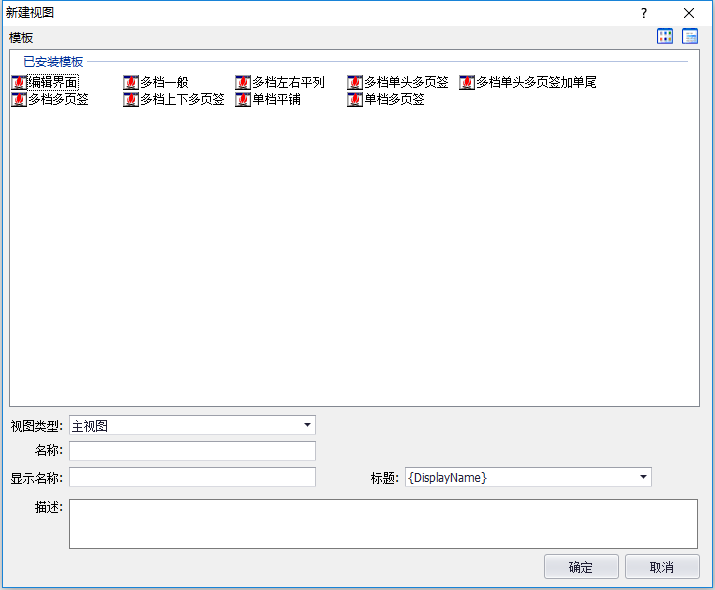 新建视图 ?
模板
已安装模板
编辑界面 多档一般 多档左右平列 多档单头多页签 多档单头多页签加单尾
多档多页签 多档上下多页签 单档平铺 单档多页签
视图类型: 主视图
名称:
显示名称: 标题: {DisplayName}
描述:
确定 取消